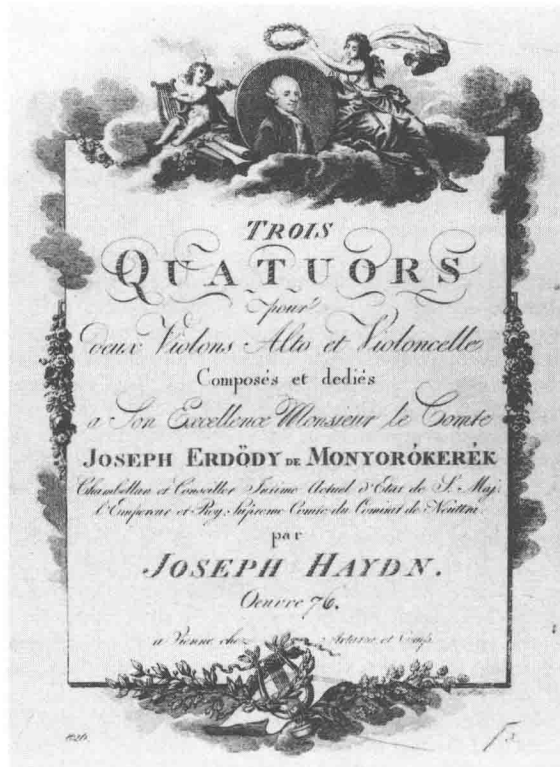 TROIS
QUATUORS
pour
deux Violons Alto et Violoncelle
Composés et dediés
a Son Excellence Monsieur le Comte
JOSEPH ERDÖDY DE MONYORÓKERÉK
Chambellan et Conseiller Intime Actuel d'Etat de S. Maj.
l'Empereur et Roy, Supreme Comte du Comitat de Neuttra
par
JOSEPH HAYDN.
Oeuvre 76.
a Vienne chez Artaria et Comp.